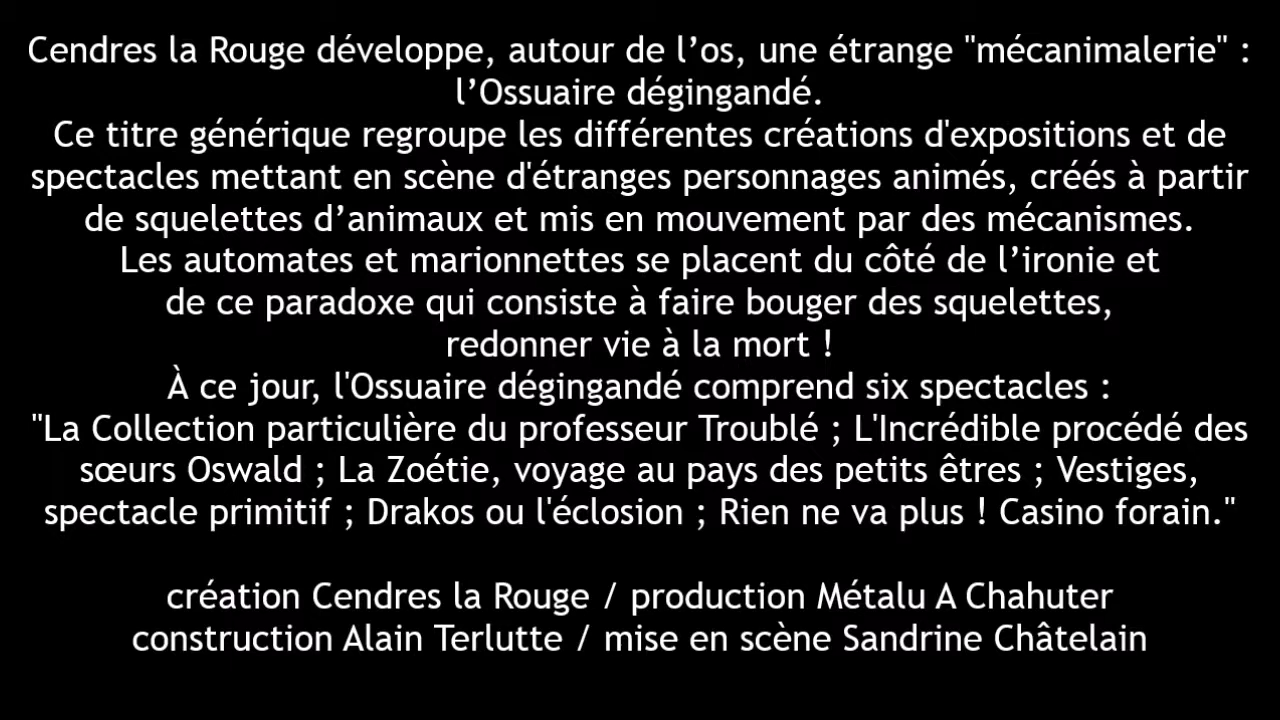 Cendres la Rouge développe, autour de l’os, une étrange "mécanimalerie" :
l’Ossuaire dégingandé.
Ce titre générique regroupe les différentes créations d'expositions et de
spectacles mettant en scène d'étranges personnages animés, créés à partir
de squelettes d’animaux et mis en mouvement par des mécanismes.
Les automates et marionnettes se placent du côté de l’ironie et
de ce paradoxe qui consiste à faire bouger des squelettes,
redonner vie à la mort !
À ce jour, l'Ossuaire dégingandé comprend six spectacles :
"La Collection particulière du professeur Troublé ; L'Incrédible procédé des
sœurs Oswald ; La Zoétie, voyage au pays des petits êtres ; Vestiges,
spectacle primitif ; Drakos ou l'éclosion ; Rien ne va plus ! Casino forain."
création Cendres la Rouge / production Métalu A Chahuter
construction Alain Terlutte / mise en scène Sandrine Châtelain